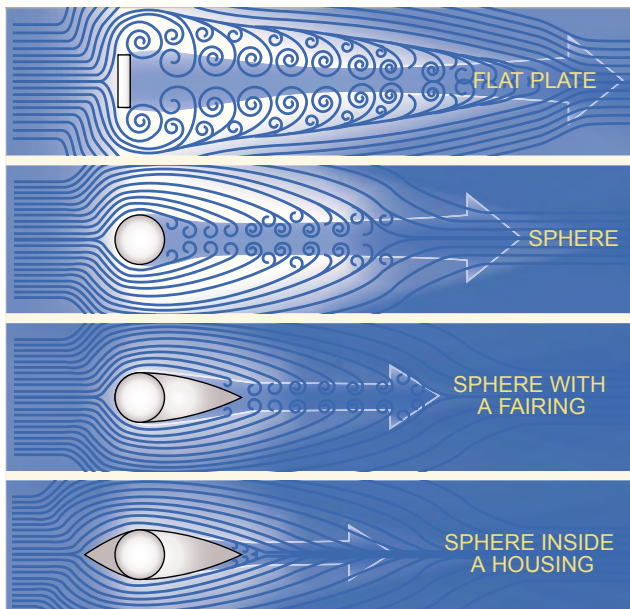 FLAT PLATE
SPHERE
SPHERE WITH
A FAIRING
SPHERE INSIDE
A HOUSING